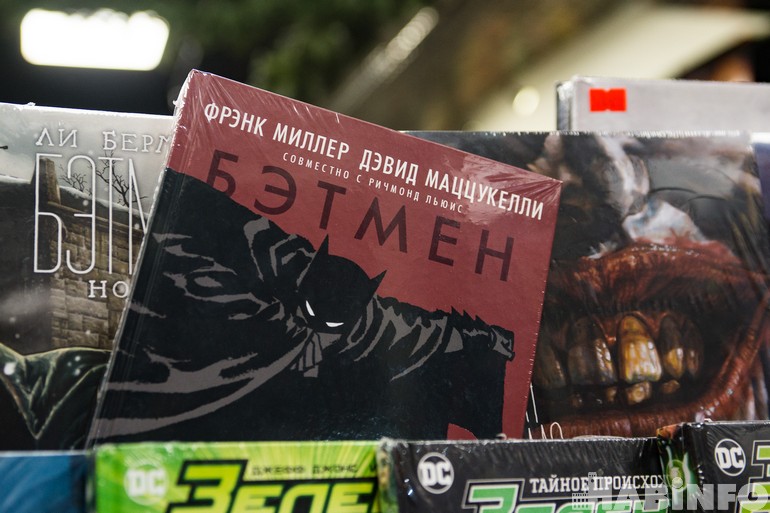 ЛИ БЕРМ
БЭТМ
НО
ФРЭНК МИЛЛЕР ДЭВИД МАЦЦУКЕЛЛИ
СОВМЕСТНО С РИЧМОНД ЛЬЮИС
БЭТМЕН
DC
ДЖЕФФ ДЖОНС
ЗЕЛЕ
DC
ТАЙНОЕ ПРОИСХОЖ
DC
HABINFO